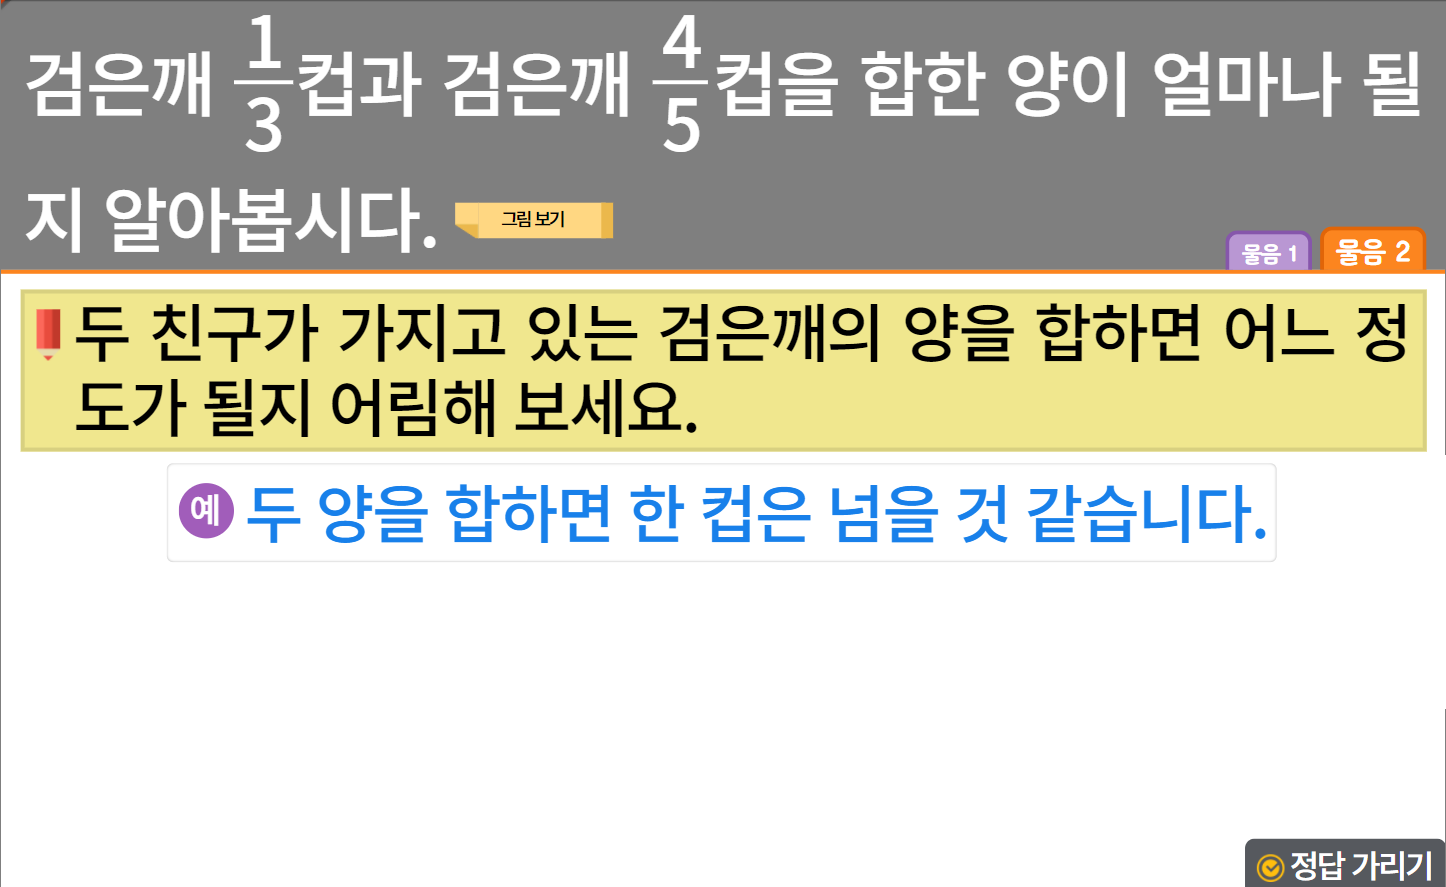 검은깨 1/3컵과 검은깨 4/5컵을 합한 양이 얼마나 될
지 알아봅시다. 그림 보기
물음 1 물음 2
두 친구가 가지고 있는 검은깨의 양을 합하면 어느 정
도가 될지 어림해 보세요.
예 두 양을 합하면 한 컵은 넘을 것 같습니다.
정답 가리기